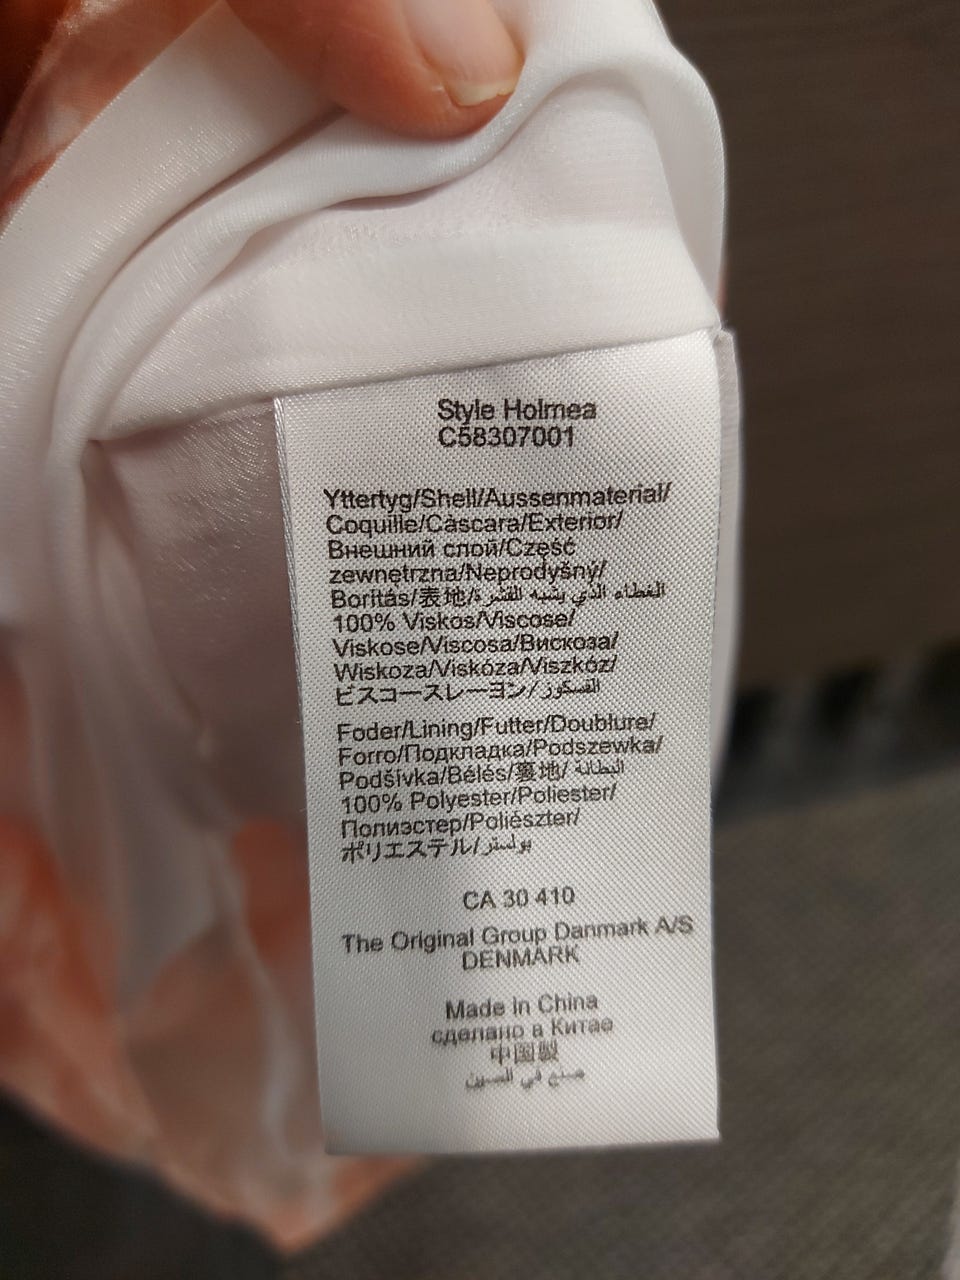 Style Holmea
C58307001
Yttertyg/Shell/Aussenmaterial/
Coquille/Càscara/Exterior/
Внешний слой/Część
zewnętrzna/Neprodyšný/
Borítás/表地/الغطاء الذي يشبه القشرة
100% Viskos/Viscose/
Viskose/Viscosa/Вискоза/
Wiskoza/Viskóza/Viszkóz/
ビスコースレーヨン/الفسكوز
Foder/Lining/Futter/Doublure/
Forro/Подкладка/Podszewka/
Podšívka/Bélés/裏地/البطانة
100% Polyester/Poliester/
Полиэстер/Poliészter/
ポリエステル/بولستر
CA 30 410
The Original Group Danmark A/S
DENMARK
Made in China
сделано в Китае
中国製
صنع في الصين